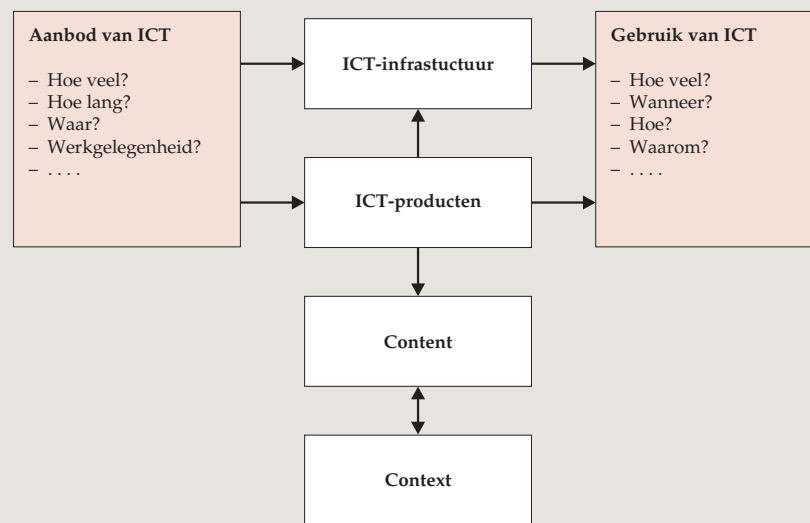 Aanbod van ICT
– Hoe veel?
– Hoe lang?
– Waar?
– Werkgelegenheid?
– . . . .
ICT-infrastuctuur
ICT-producten
Content
Context
Gebruik van ICT
– Hoe veel?
– Wanneer?
– Hoe?
– Waarom?
– . . . .